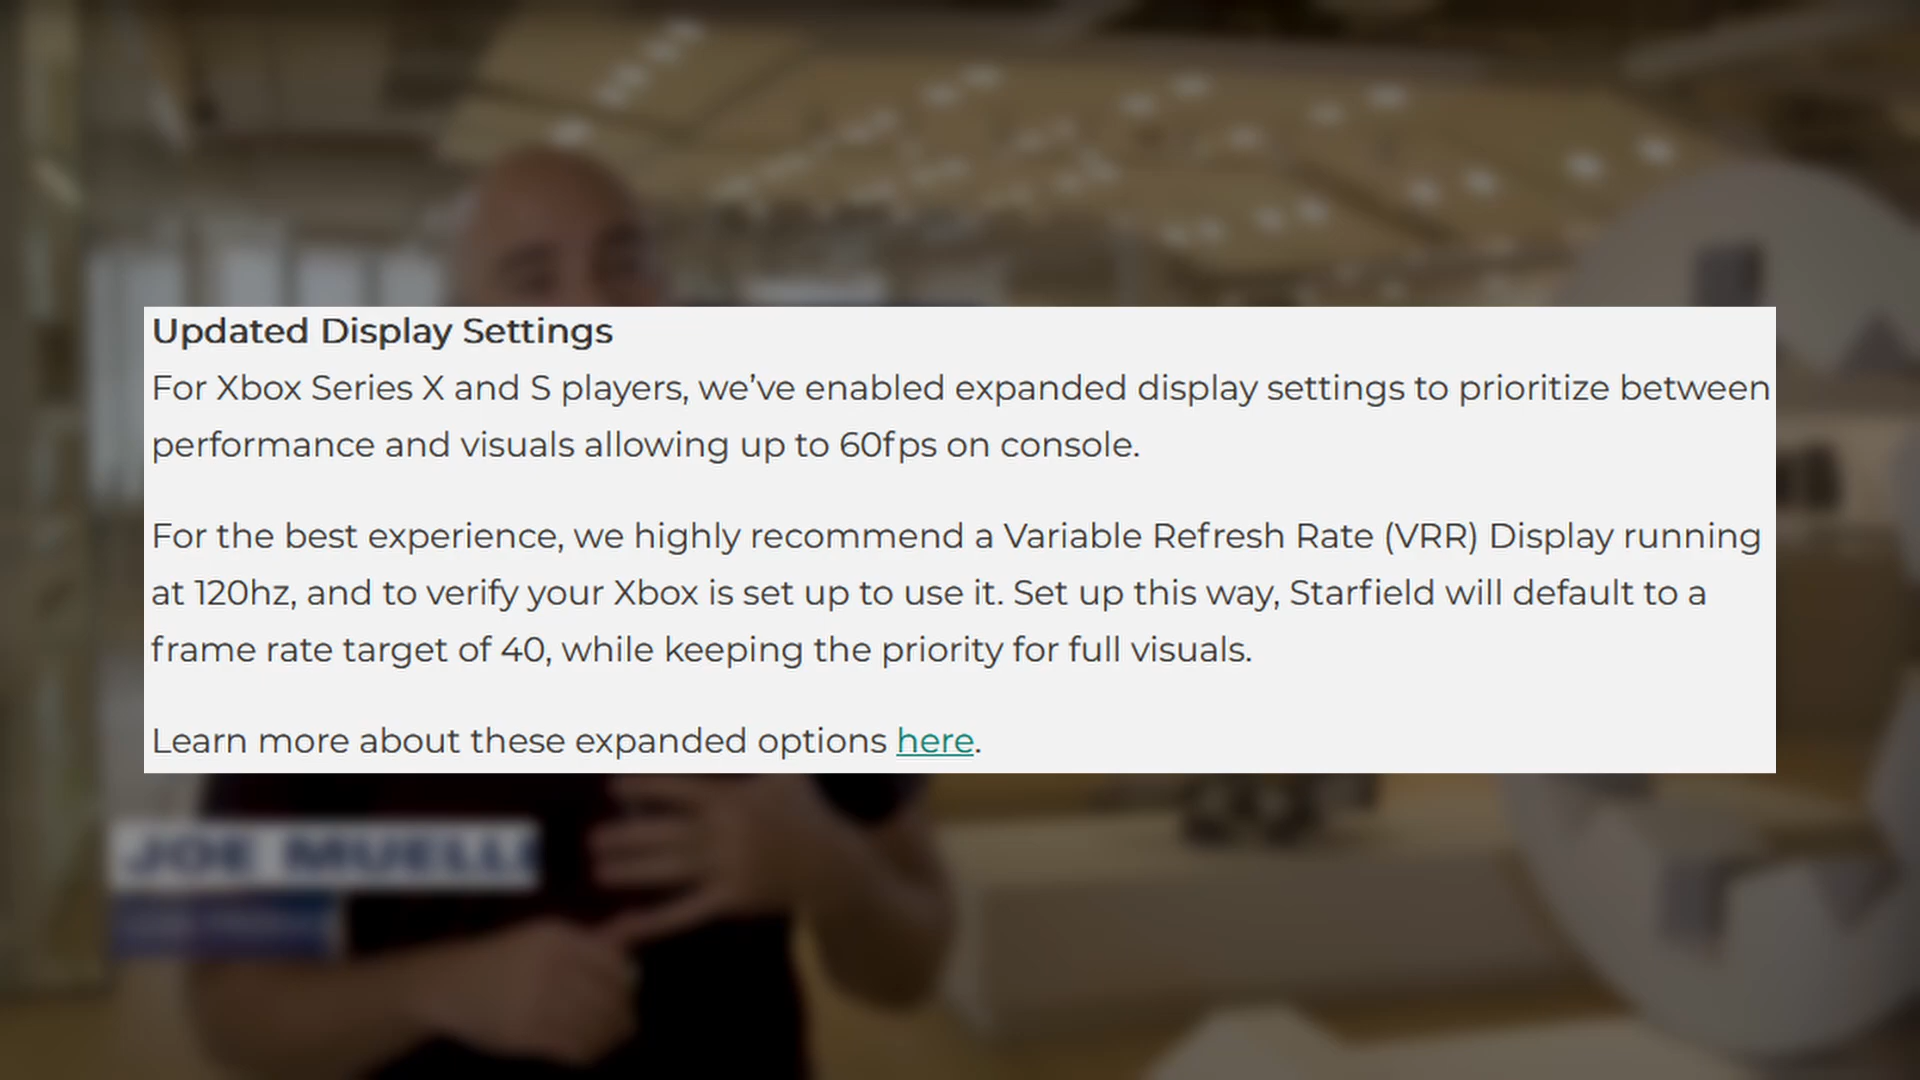 Updated Display Settings
For Xbox Series X and S players, we’ve enabled expanded display settings to prioritize between
performance and visuals allowing up to 60fps on console.
For the best experience, we highly recommend a Variable Refresh Rate (VRR) Display running
at 120hz, and to verify your Xbox is set up to use it. Set up this way, Starfield will default to a
frame rate target of 40, while keeping the priority for full visuals.
Learn more about these expanded options here.
JOE MUELL